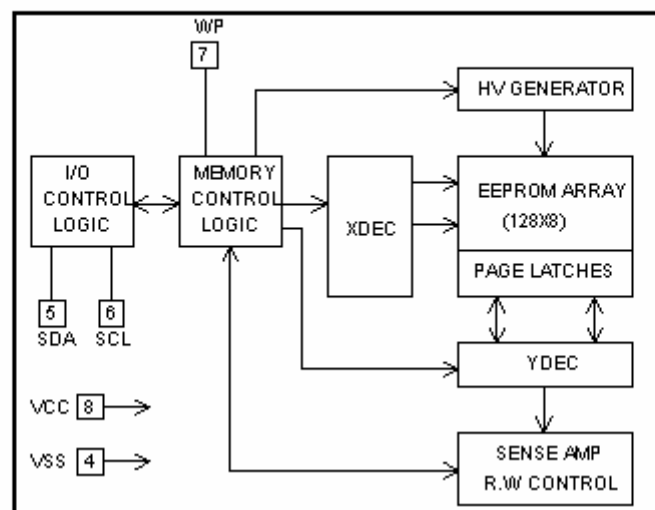 WP
7
HV GENERATOR
I/O
CONTROL
LOGIC
MEMORY
CONTROL
LOGIC
XDEC
EEPROM ARRAY
(128X8)
PAGE LATCHES
5
6
SDA
SCL
YDEC
VCC 8
VSS 4
SENSE AMP
R.W CONTROL